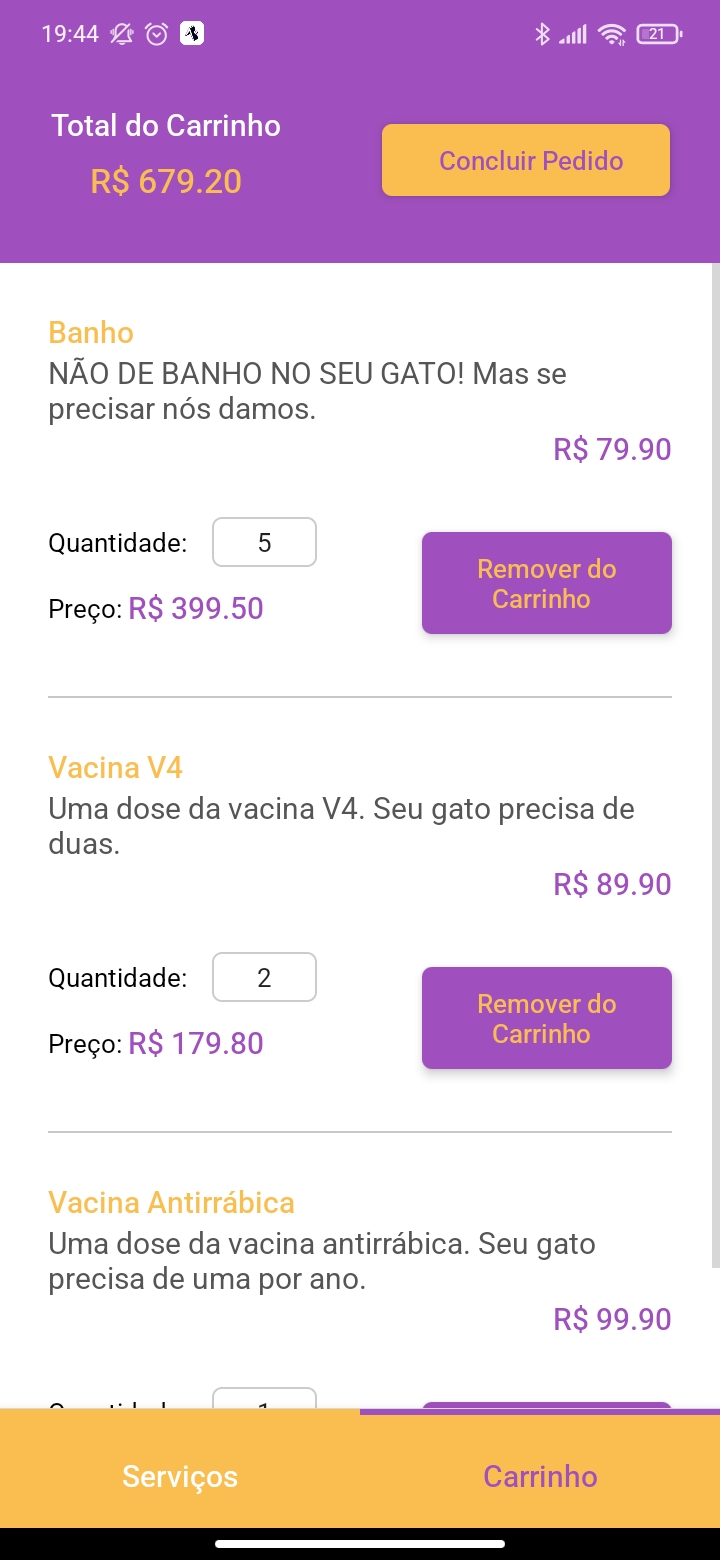 19:44
21
Total do Carrinho
R$ 679.20
Concluir Pedido
Banho
NÃO DE BANHO NO SEU GATO! Mas se
precisar nós damos.
R$ 79.90
Quantidade: 5
Preço: R$ 399.50
Remover do
Carrinho
Vacina V4
Uma dose da vacina V4. Seu gato precisa de
duas.
R$ 89.90
Quantidade: 2
Preço: R$ 179.80
Remover do
Carrinho
Vacina Antirrábica
Uma dose da vacina antirrábica. Seu gato
precisa de uma por ano.
R$ 99.90
Serviços
Carrinho